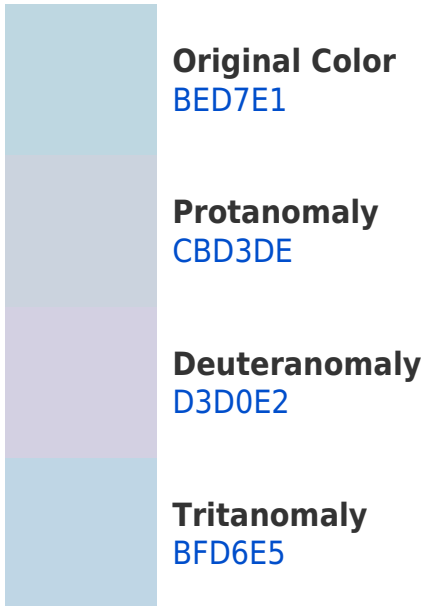 Original Color
BED7E1
Protanomaly
CBD3DE
Deuteranomaly
D3D0E2
Tritanomaly
BFD6E5